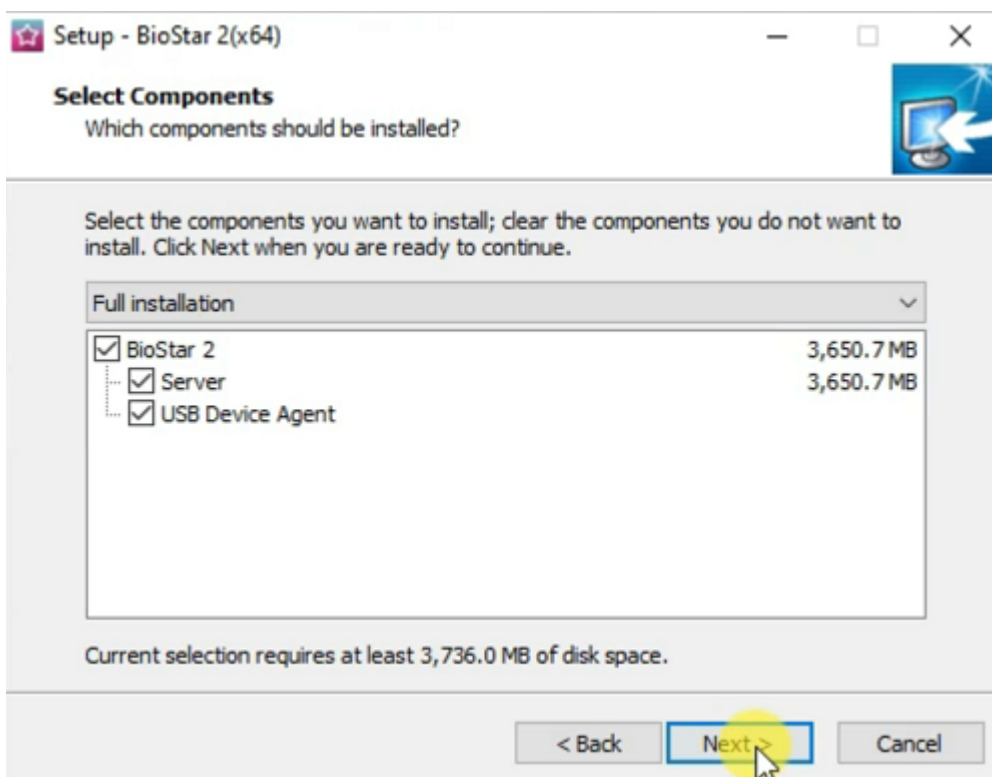 Setup - BioStar 2(x64)
Select Components
Which components should be installed?
Select the components you want to install; clear the components you do not want to
install. Click Next when you are ready to continue.
Full installation
BioStar 2 3,650.7 MB
Server 3,650.7 MB
USB Device Agent
Current selection requires at least 3,736.0 MB of disk space.
< Back Next > Cancel